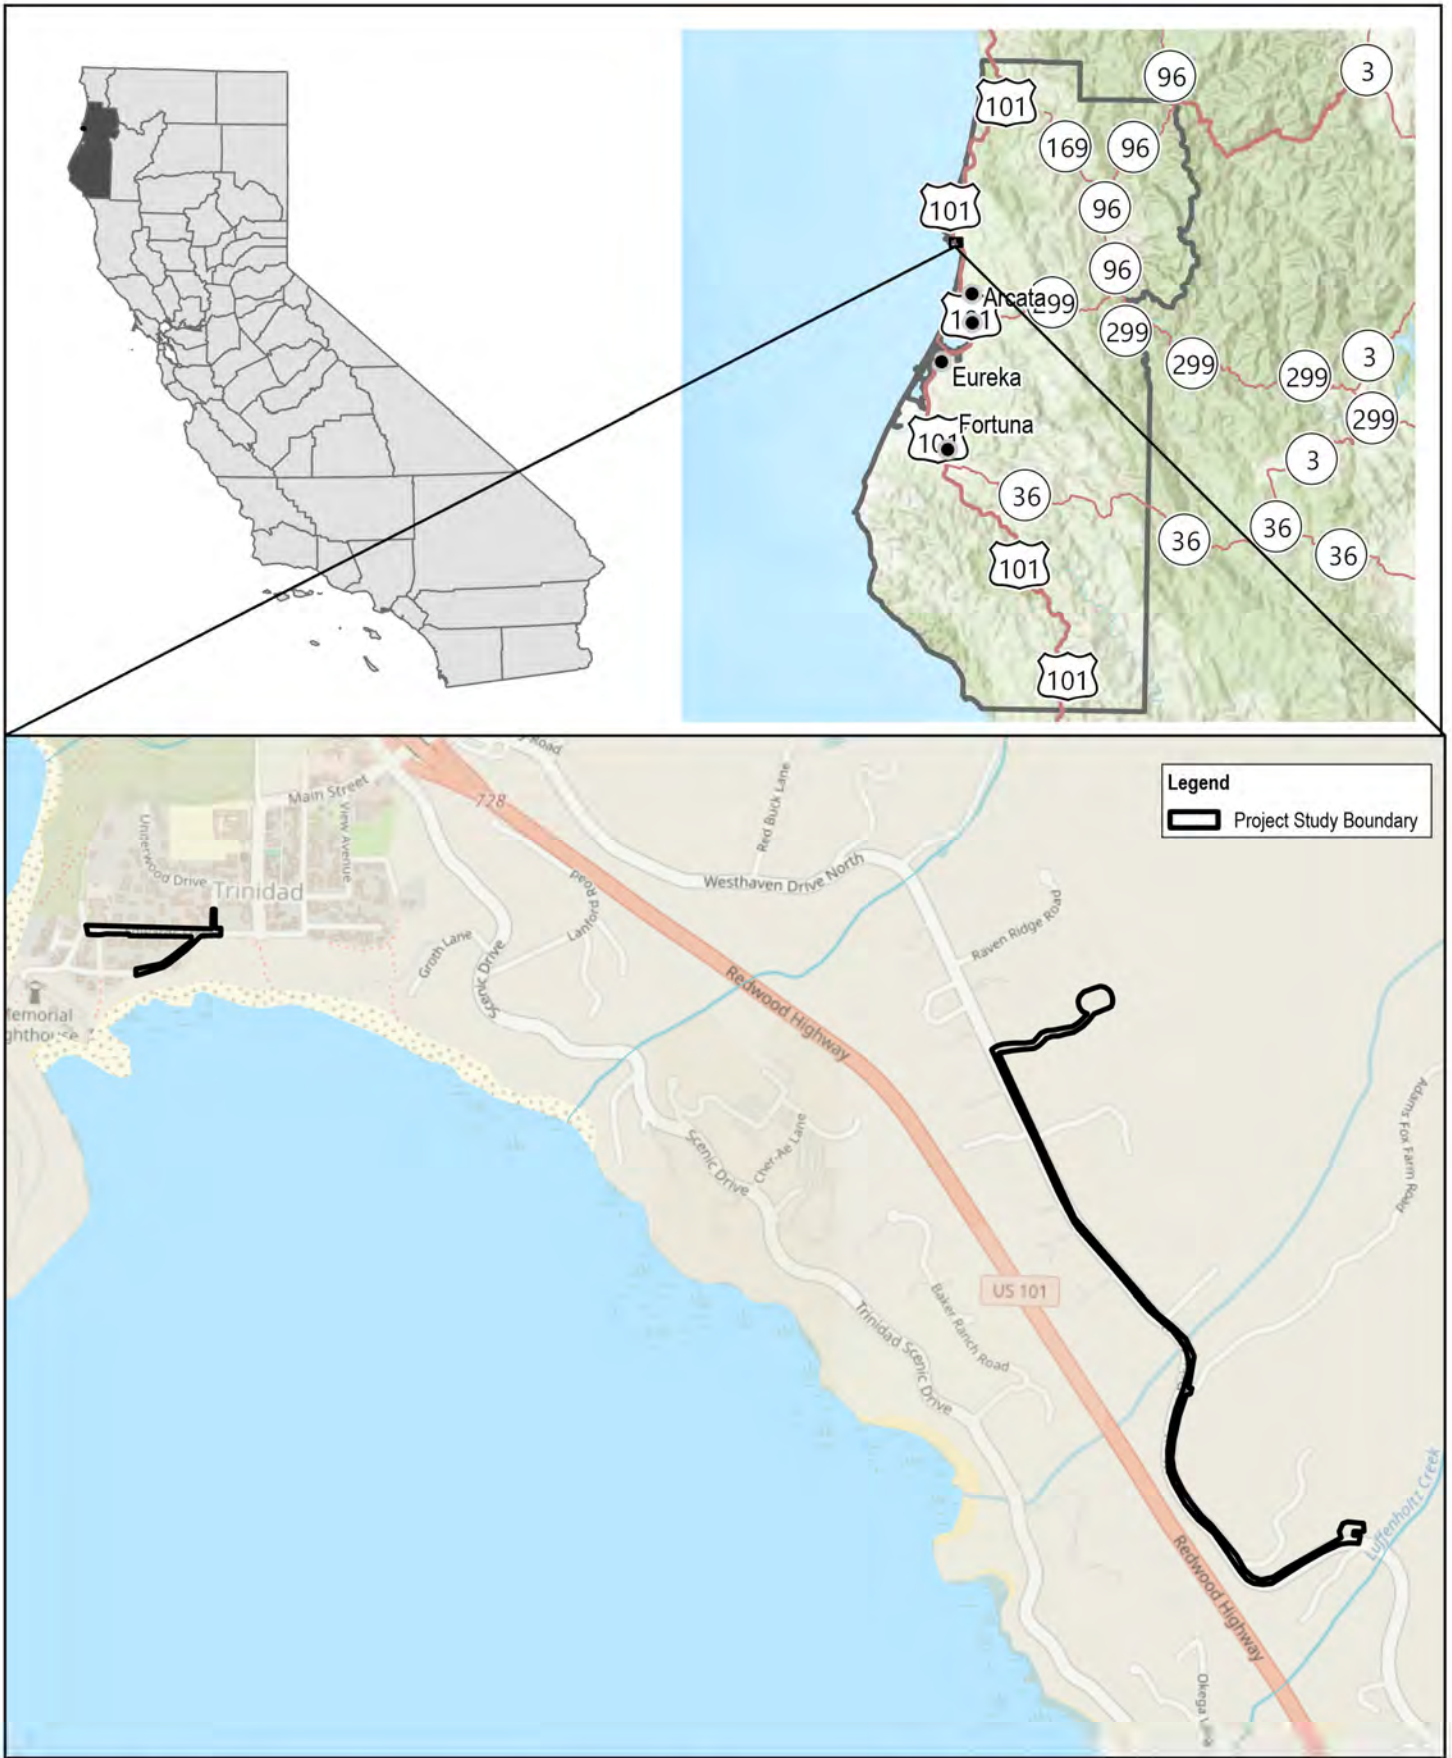 96
3
101
169
96
101
96
96
Arcata
299
101
299
3
299
299
Eureka
299
Fortuna
101
3
36
36
36
36
101
101
Legend
Project Study Boundary
Road
Main Street
728
View Avenue
Red Buck Lane
Underwood Drive
Trinidad
Westhaven Drive North
Lanford Road
Raven Ridge Road
Groth Lane
Scenic Drive
Redwood Highway
Memorial
ghthouse
Adams Fox Farm Road
Scenic Drive
Cher-Ae Lane
US 101
Baker Ranch Road
Trinidad Scenic Drive
Luffenholtz Creek
Redwood Highway
Okega